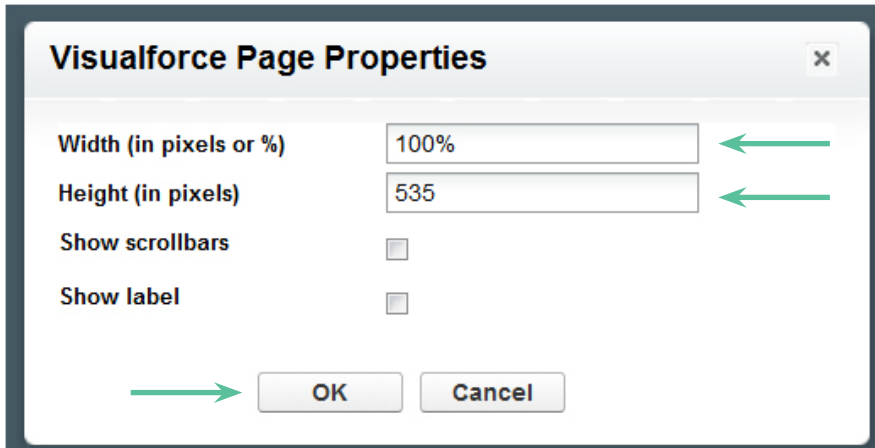 Visualforce Page Properties
Width (in pixels or %) 100%
Height (in pixels) 535
Show scrollbars
Show label
OK Cancel